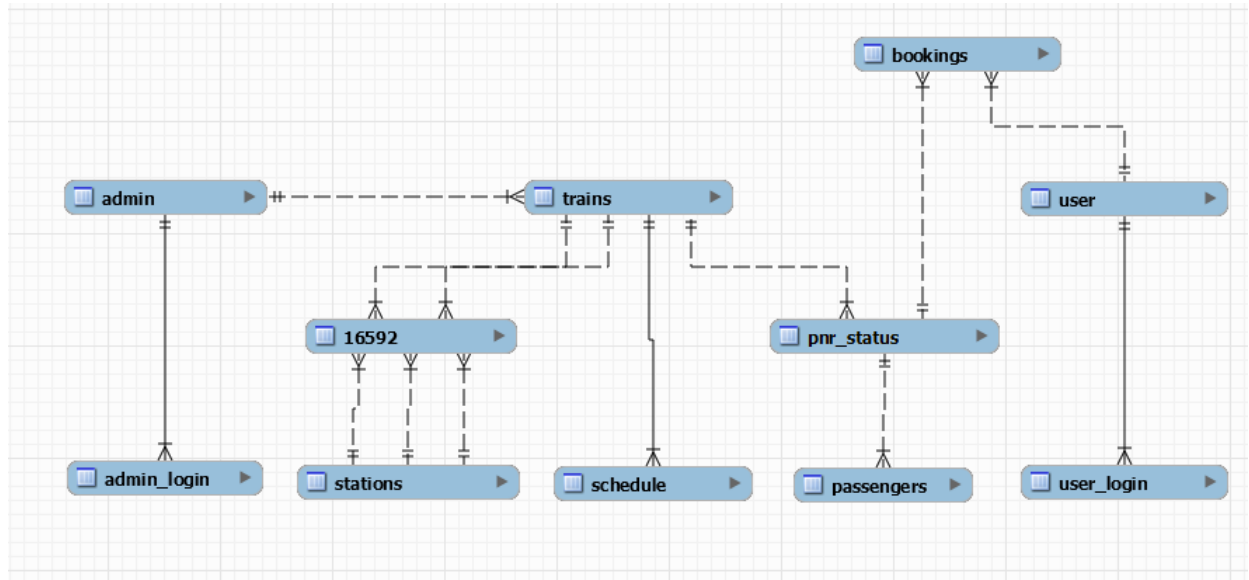 bookings
admin
trains
user
16592
pnr_status
admin_login
stations
schedule
passengers
user_login